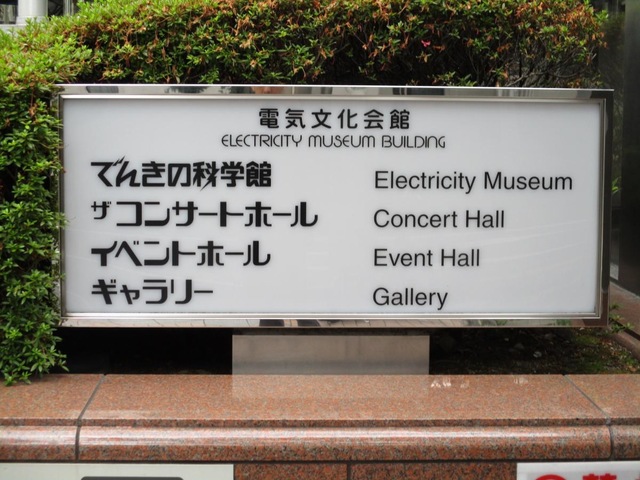 電気文化会館
ELECTRICITY MUSEUM BUILDING
でんきの科学館 Electricity Museum
ザ コンサートホール Concert Hall
イベントホール Event Hall
ギャラリー Gallery